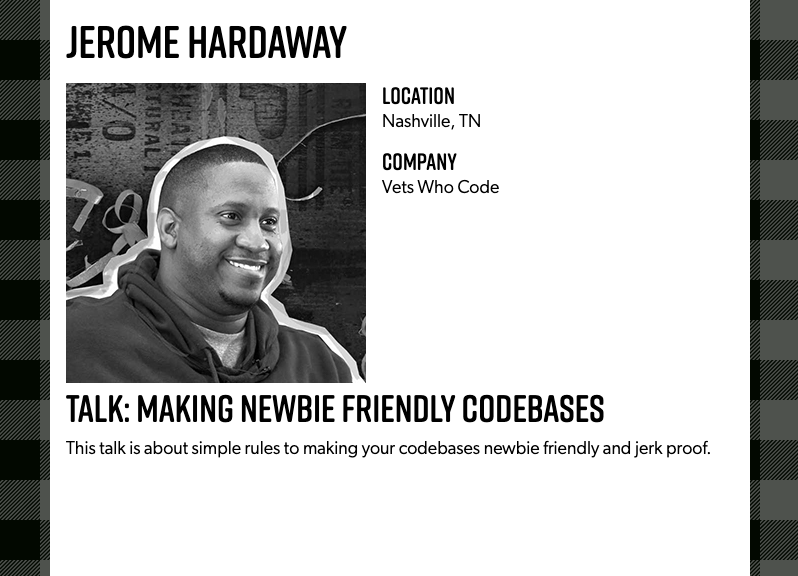 JEROME HARDAWAY
LOCATION
Nashville, TN
COMPANY
Vets Who Code
TALK: MAKING NEWBIE FRIENDLY CODEBASES
This talk is about simple rules to making your codebases newbie friendly and jerk proof.